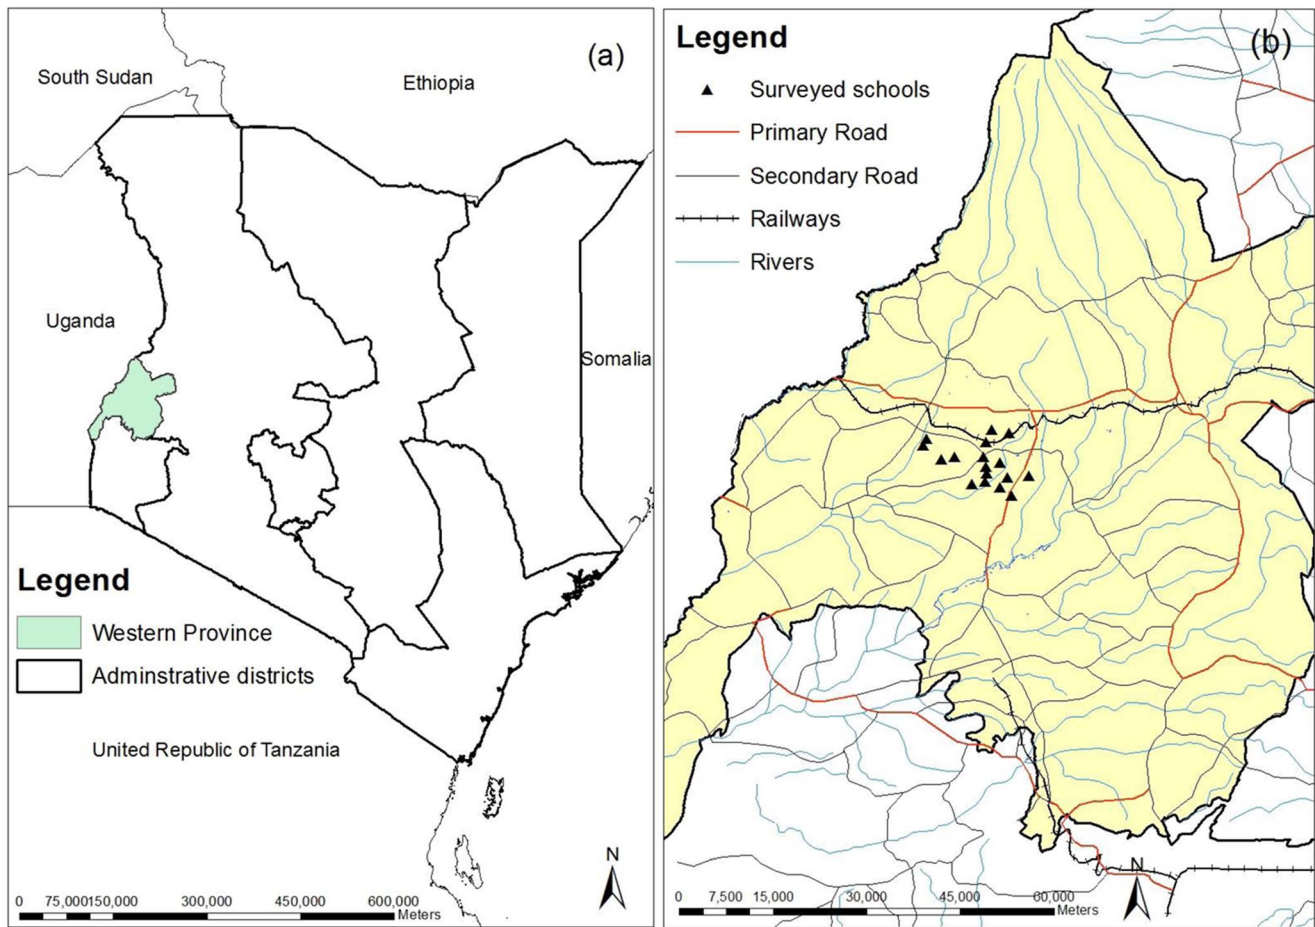 (a)
South Sudan
Ethiopia
Uganda
Somalia
Legend
Western Province
Adminstrative districts
United Republic of Tanzania
N
0 75,000 150,000 300,000 450,000 600,000
Meters
Legend
(b)
Surveyed schools
Primary Road
Secondary Road
Railways
Rivers
N
0 7,500 15,000 30,000 45,000 60,000
Meters